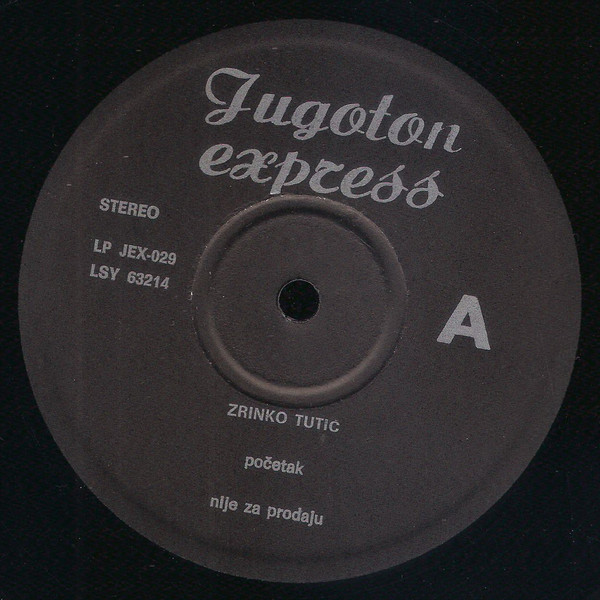 Jugoton
express
STEREO
LP JEX-029
LSY 63214
A
ZRINKO TUTIC
početak
nije za prodaju